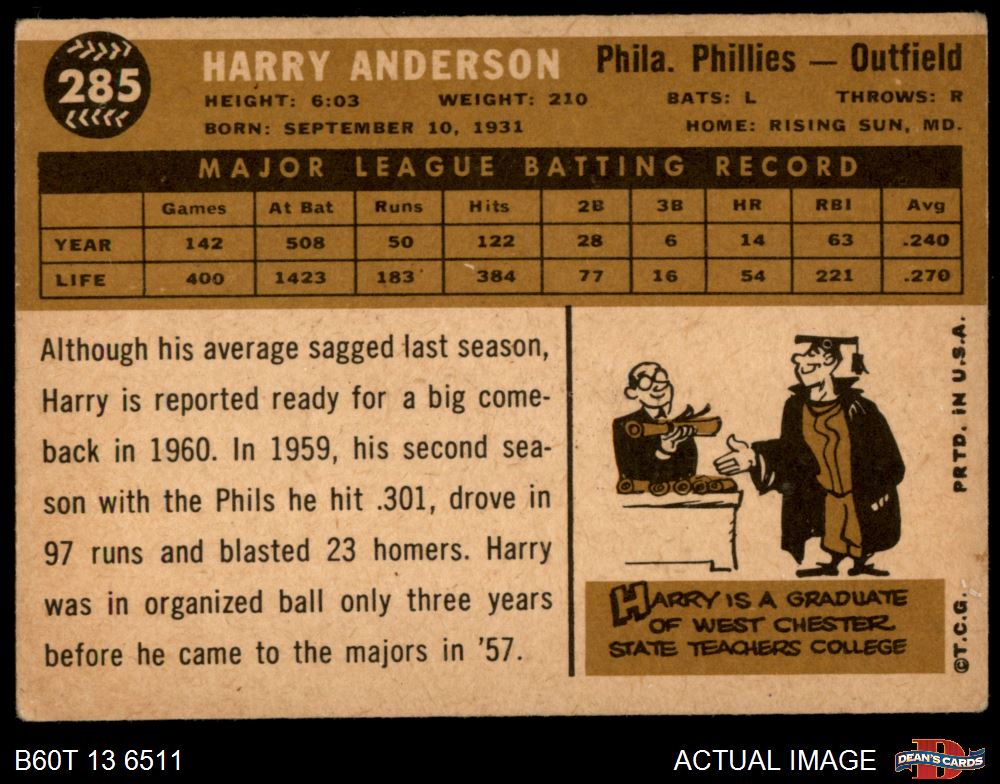 285
HARRY ANDERSON Phila. Phillies — Outfield
HEIGHT: 6:03 WEIGHT: 210 BATS: L THROWS: R
BORN: SEPTEMBER 10, 1931 HOME: RISING SUN, MD.
MAJOR LEAGUE BATTING RECORD
Games At Bat Runs Hits 2B 3B HR RBI Avg
YEAR 142 508 50 122 28 6 14 63 .240
LIFE 400 1423 183 384 77 16 54 221 .270
Although his average sagged last season,
Harry is reported ready for a big come-
back in 1960. In 1959, his second sea-
son with the Phils he hit .301, drove in
97 runs and blasted 23 homers. Harry
was in organized ball only three years
before he came to the majors in '57.
HARRY IS A GRADUATE
OF WEST CHESTER
STATE TEACHERS COLLEGE
©T.C.G. PRTD. IN U.S.A.
B60T 13 6511 ACTUAL IMAGE
D
DEAN'S CARDS